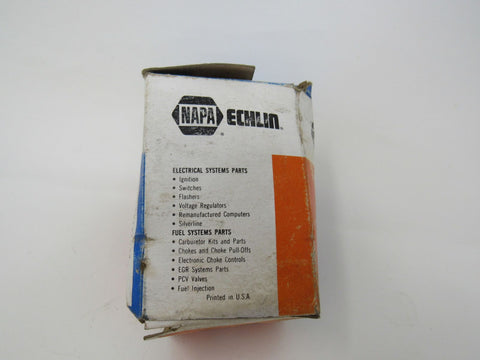 NAPA ECHLIN®
ELECTRICAL SYSTEMS PARTS
• Ignition
• Switches
• Flashers
• Voltage Regulators
• Remanufactured Computers
• Silverline
FUEL SYSTEMS PARTS
• Carburetor Kits and Parts
• Chokes and Choke Pull-Offs
• Electronic Choke Controls
• EGR Systems Parts
• PCV Valves
• Fuel Injection
Printed in U.S.A.